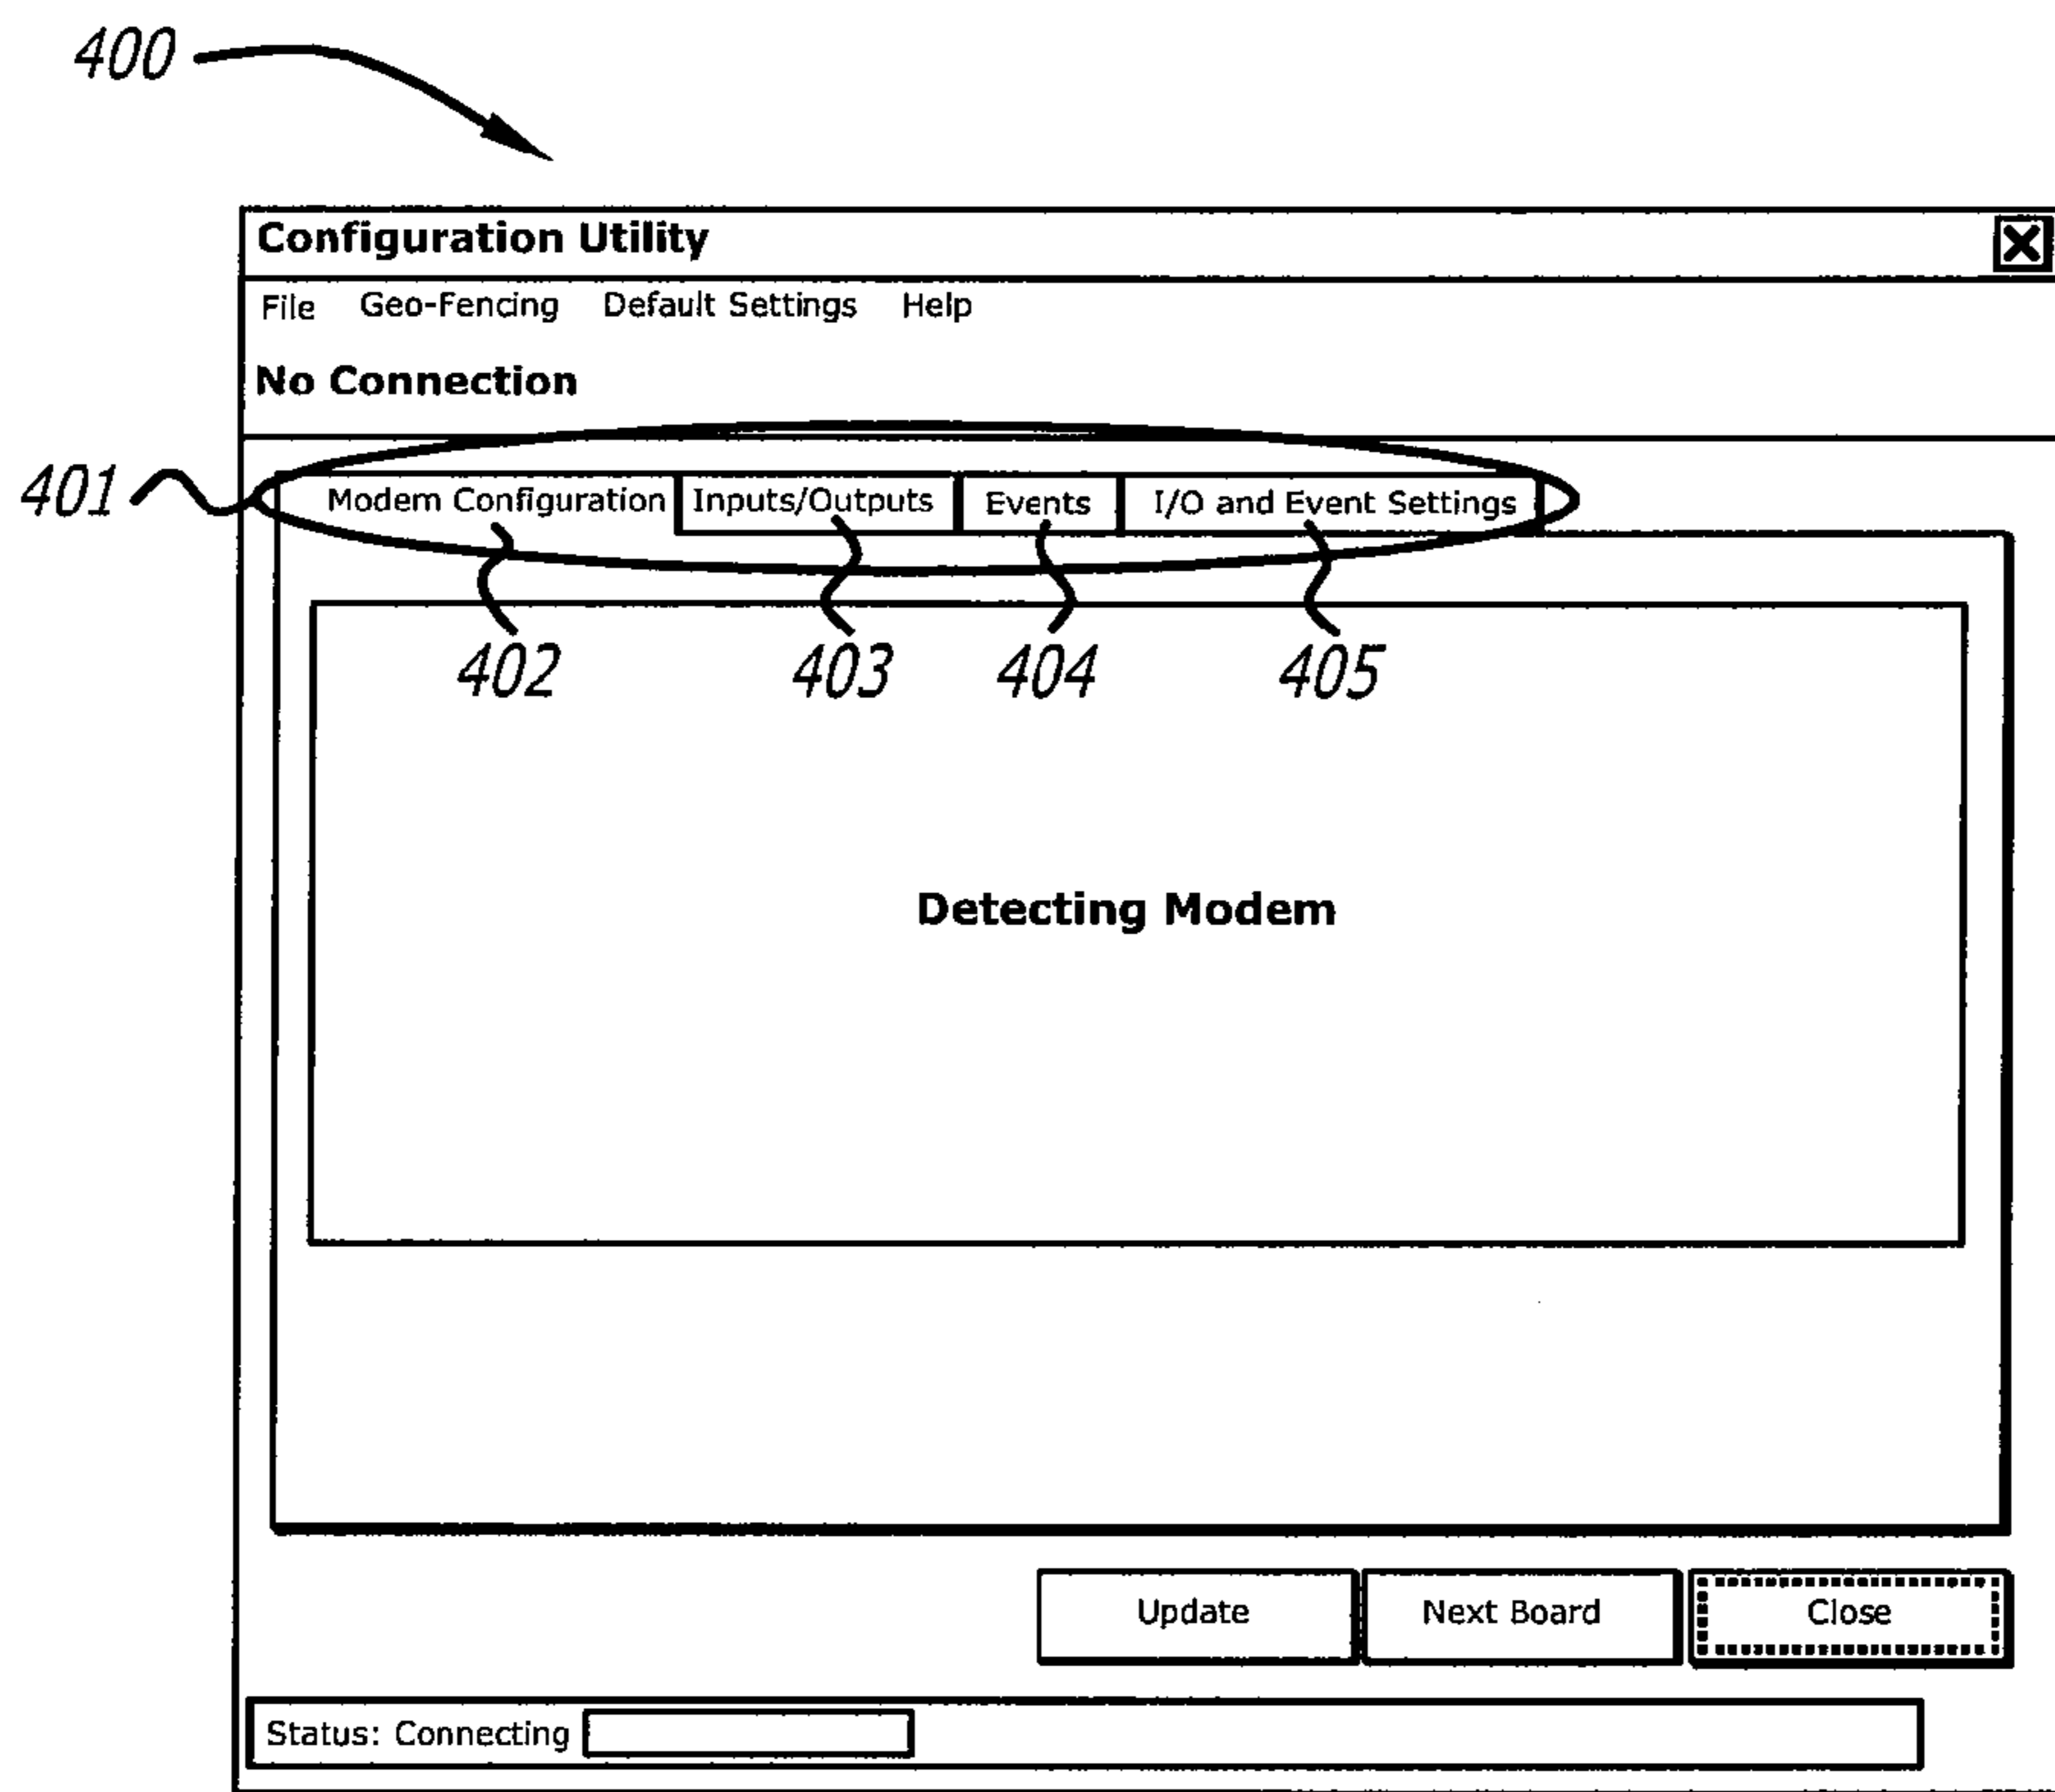 400
Configuration Utility
File Geo-Fencing Default Settings Help
No Connection
401
Modem Configuration Inputs/Outputs Events I/O and Event Settings
402 403 404 405
Detecting Modem
Update Next Board Close
Status: Connecting